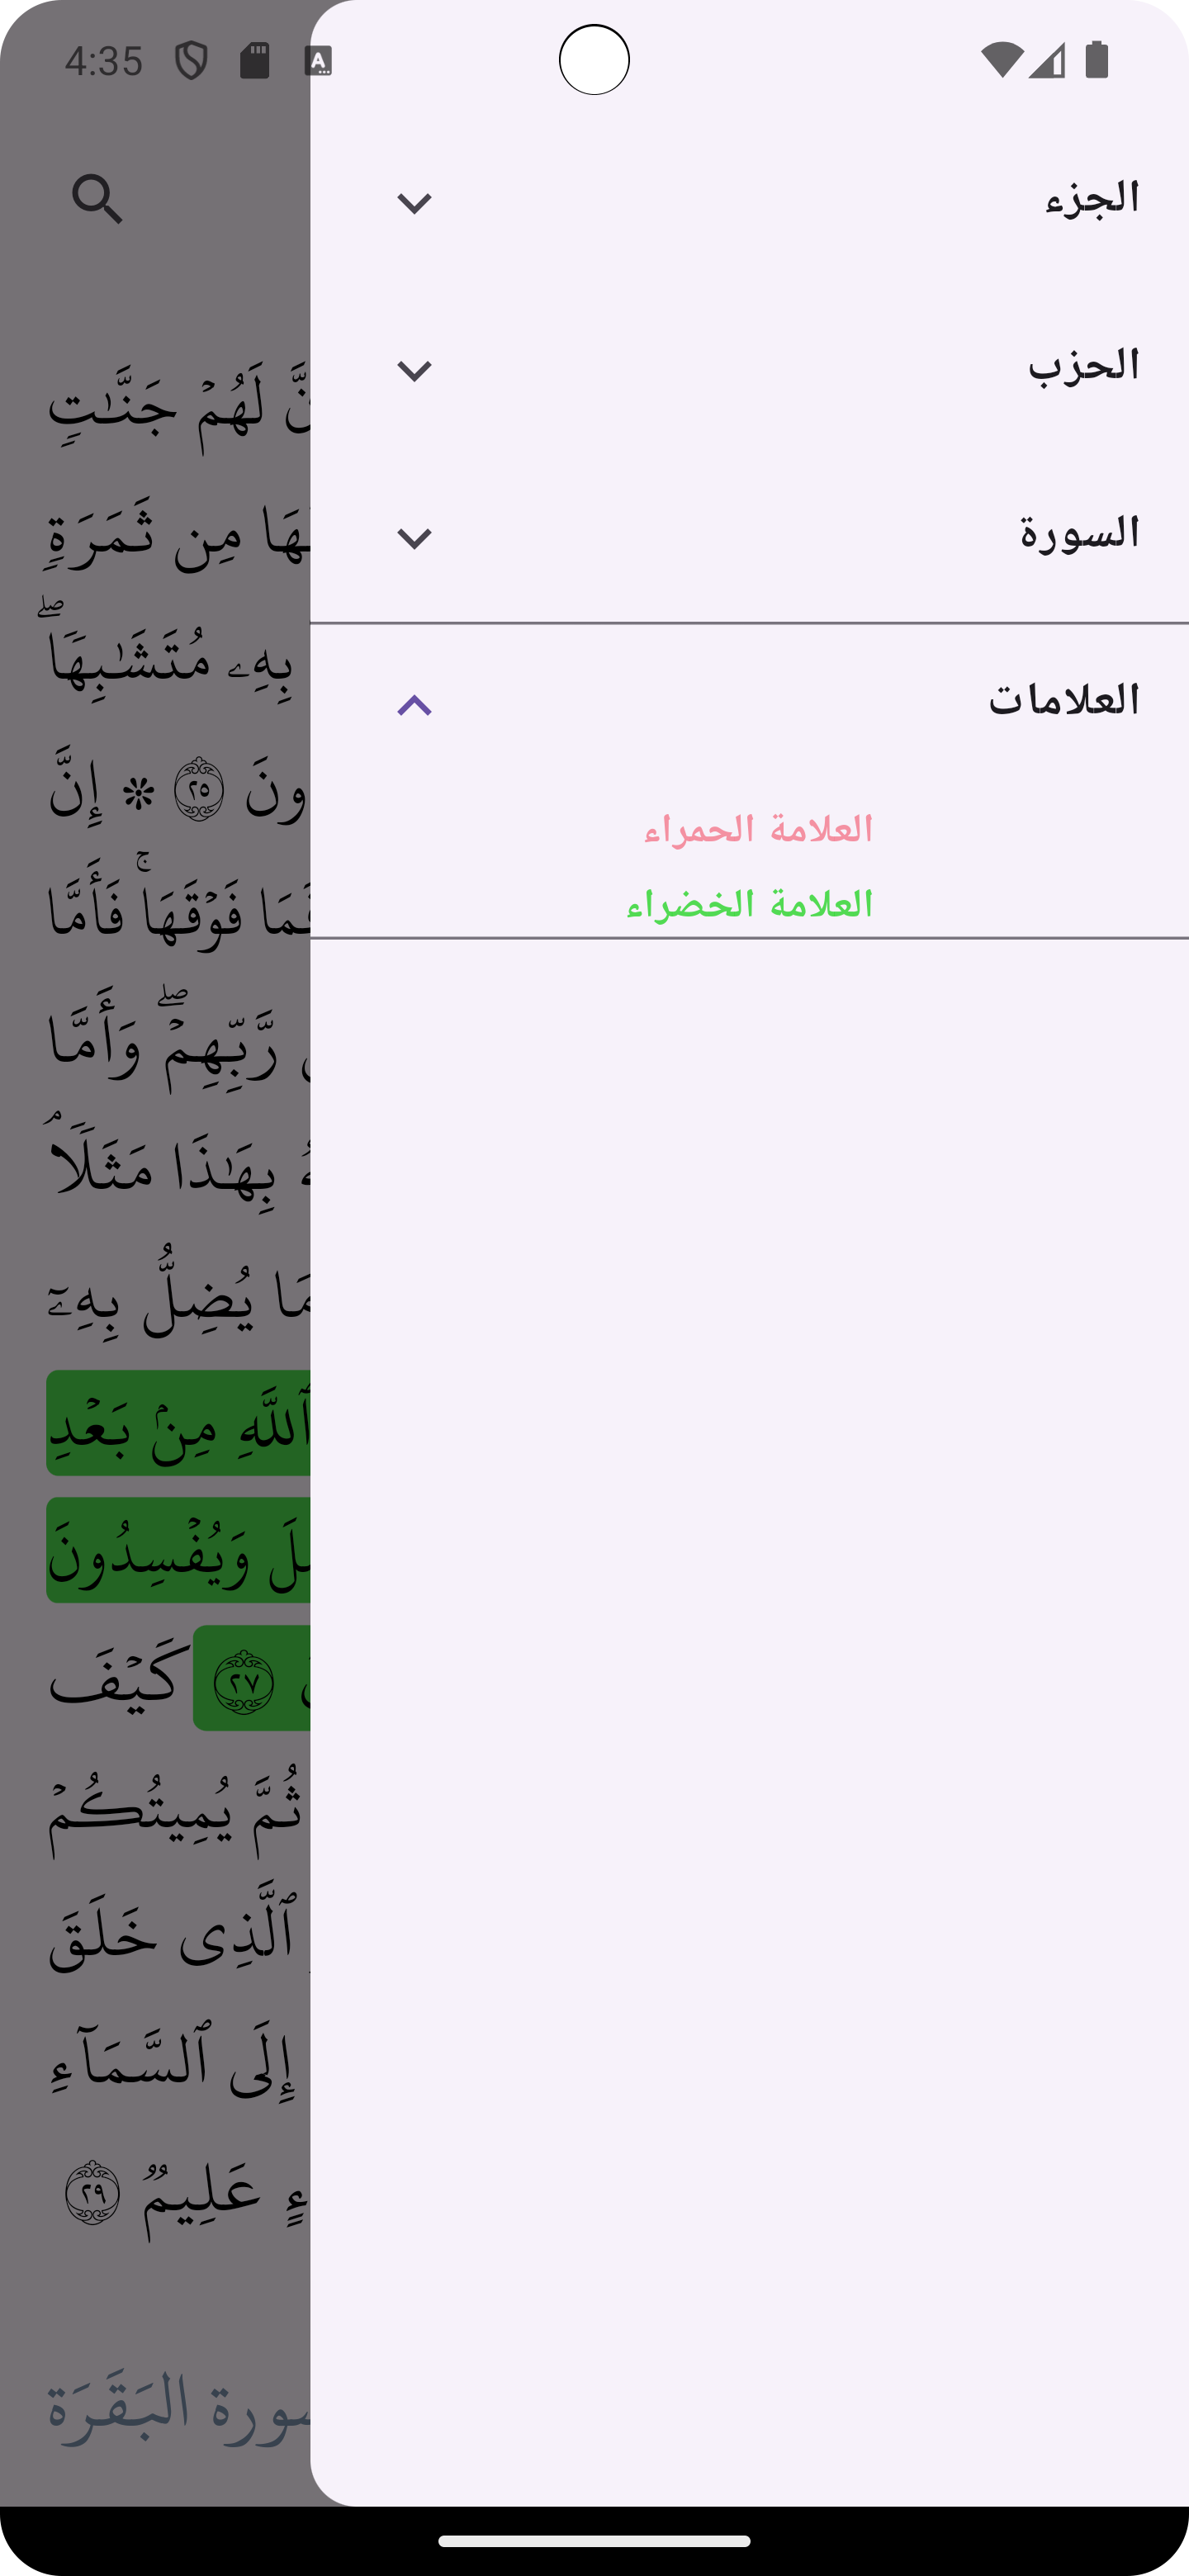 4:35
الجزء
الحزب
السورة
العلامات
العلامة الحمراء
العلامة الخضراء
لَهُمۡ جَنَّٰتٖ
مِن ثَمَرَةٖ
بِهِۦ مُتَشَٰبِهٗاۖ
٢٥ ۞ إِنَّ
فَوۡقَهَاۚ فَأَمَّا
رَّبِّهِمۡۖ وَأَمَّا
بِهَٰذَا مَثَلٗاۘ
يُضِلُّ بِهِۦٓ
ٱللَّهِ مِنۢ بَعۡدِ
وَيُفۡسِدُونَ
٢٧ كَيۡفَ
ثُمَّ يُمِيتُكُمۡ
ٱلَّذِي خَلَقَ
إِلَى ٱلسَّمَآءِ
عَلِيمٞ ٢٩
سورة البَقَرَة